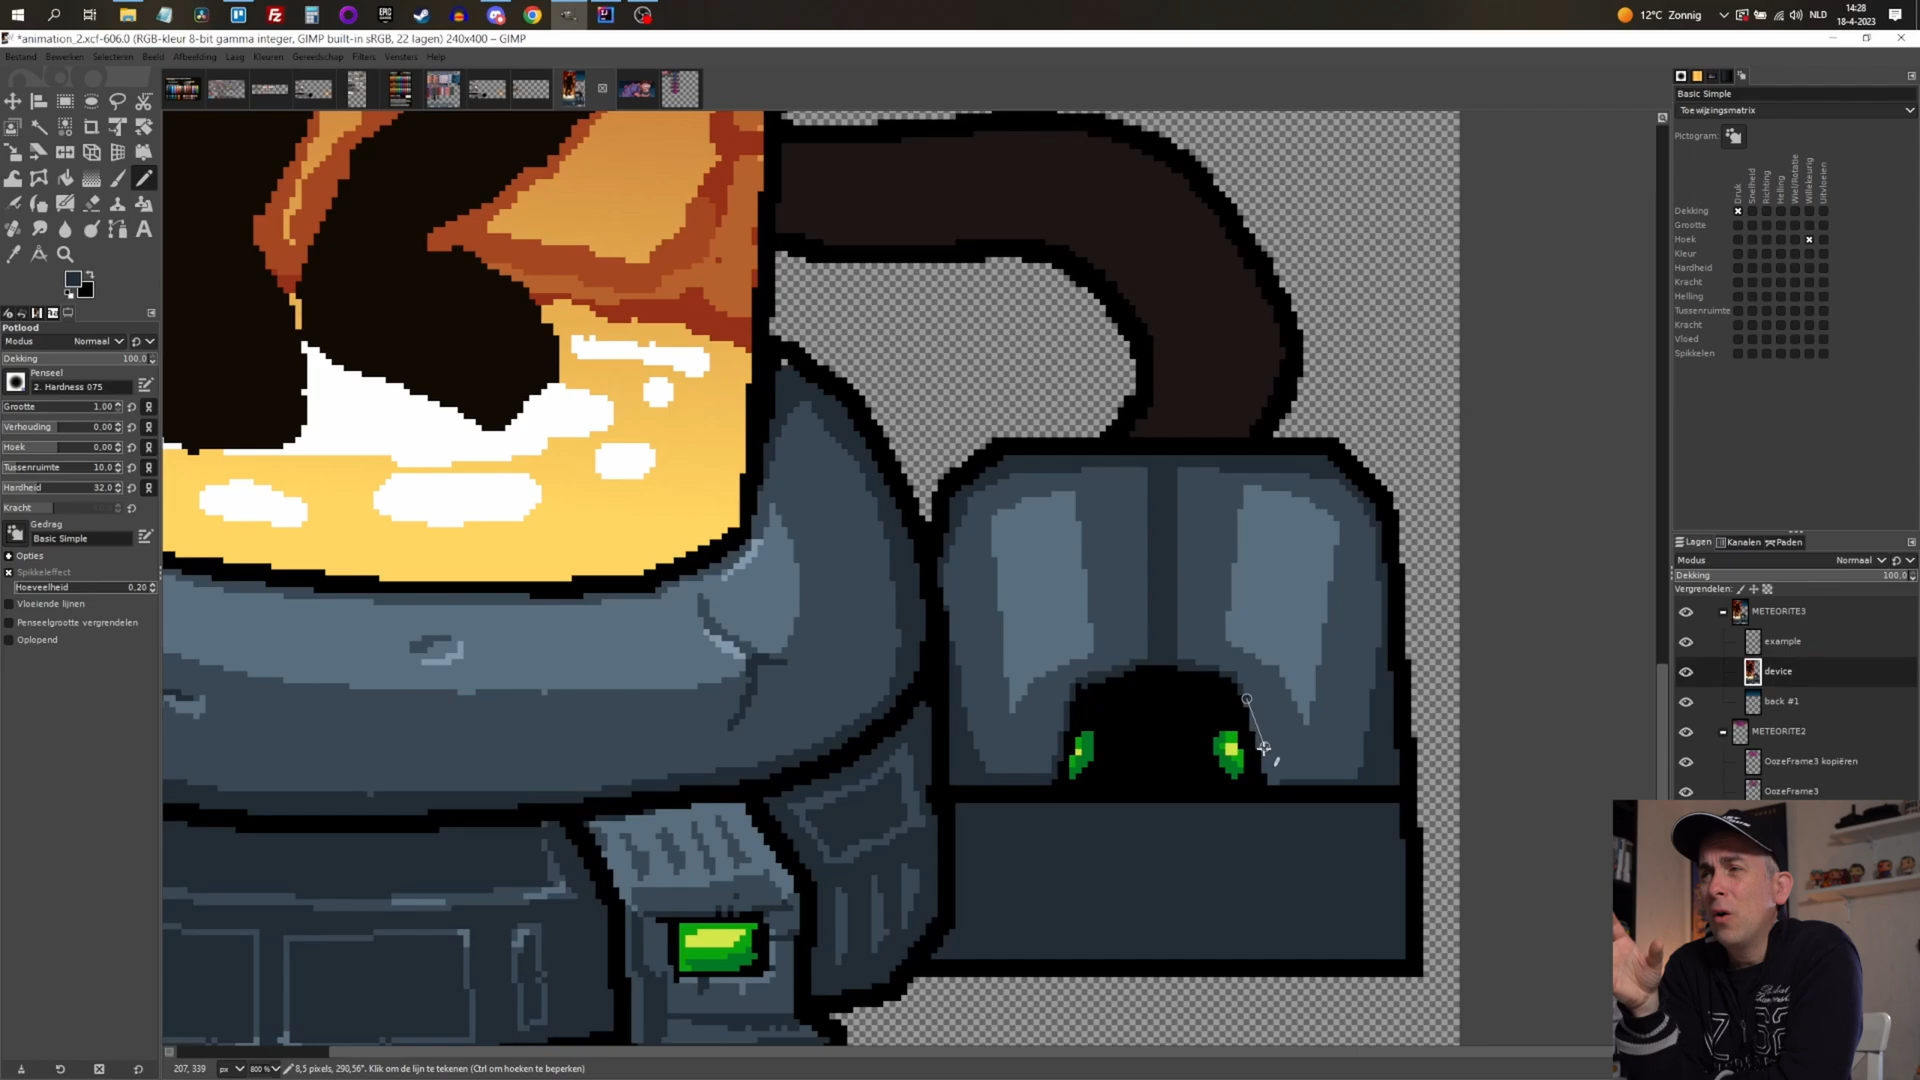 14:28
12°C Zonnig
NLD
18-4-2023
*animation_2.xcf-606.0 (RGB-kleur 8-bit gamma integer, GIMP built-in sRGB, 22 lagen) 240x400 – GIMP
Bestand Bewerken Selecteren Beeld Afbeelding Laag Kleuren Gereedschap Filters Vensters Help
Basic Simple
Toewijzingsmatrix
Pictogram:
Druk Snelheid Richting Helling Wiel/Rotatie Willekeurig Uitvloeien
Dekking
Grootte
Hoek
Kleur
Hardheid
Kracht
Helling
Tussenruimte
Kracht
Vloed
Spikkelen
Potlood
Modus Normaal
Dekking 100,0
Penseel
2. Hardness 075
Grootte 1,00
Verhouding 0,00
Hoek 0,00
Tussenruimte 10,0
Hardheid 32,0
Kracht
Gedrag
Basic Simple
Opties
Spikkeleffect
Hoeveelheid 0,20
Vloeiende lijnen
Penseelgrootte vergrendelen
Oplopend
Lagen Kanalen Paden
Modus Normaal
Dekking 100,0
Vergrendelen:
METEORITE3
example
device
back #1
METEORITE2
OozeFrame3 kopiëren
OozeFrame3
207, 339 px 800 % 8,5 pixels, 290,56°. Klik om de lijn te tekenen (Ctrl om hoeken te beperken)